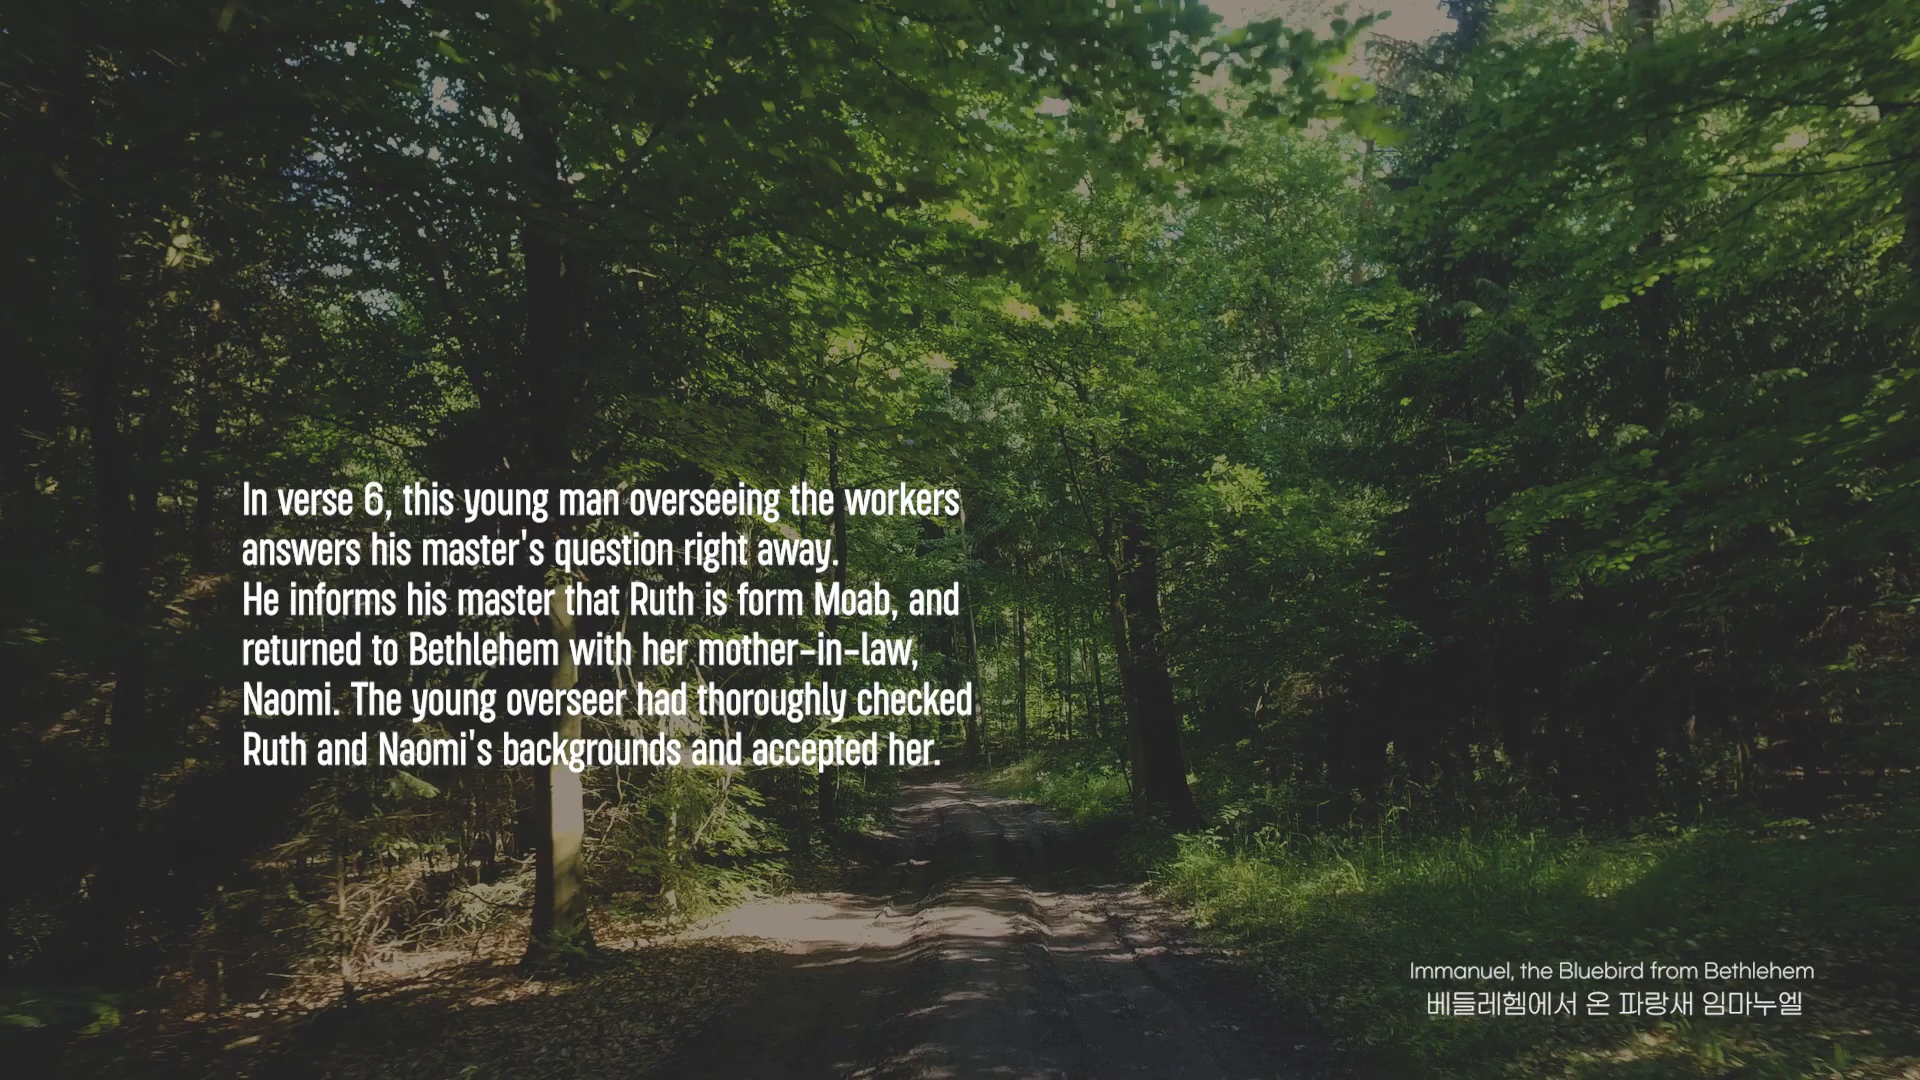 In verse 6, this young man overseeing the workers
answers his master's question right away.
He informs his master that Ruth is form Moab, and
returned to Bethlehem with her mother-in-law,
Naomi. The young overseer had thoroughly checked
Ruth and Naomi's backgrounds and accepted her.
Immanuel, the Bluebird from Bethlehem
베들레헴에서 온 파랑새 임마누엘